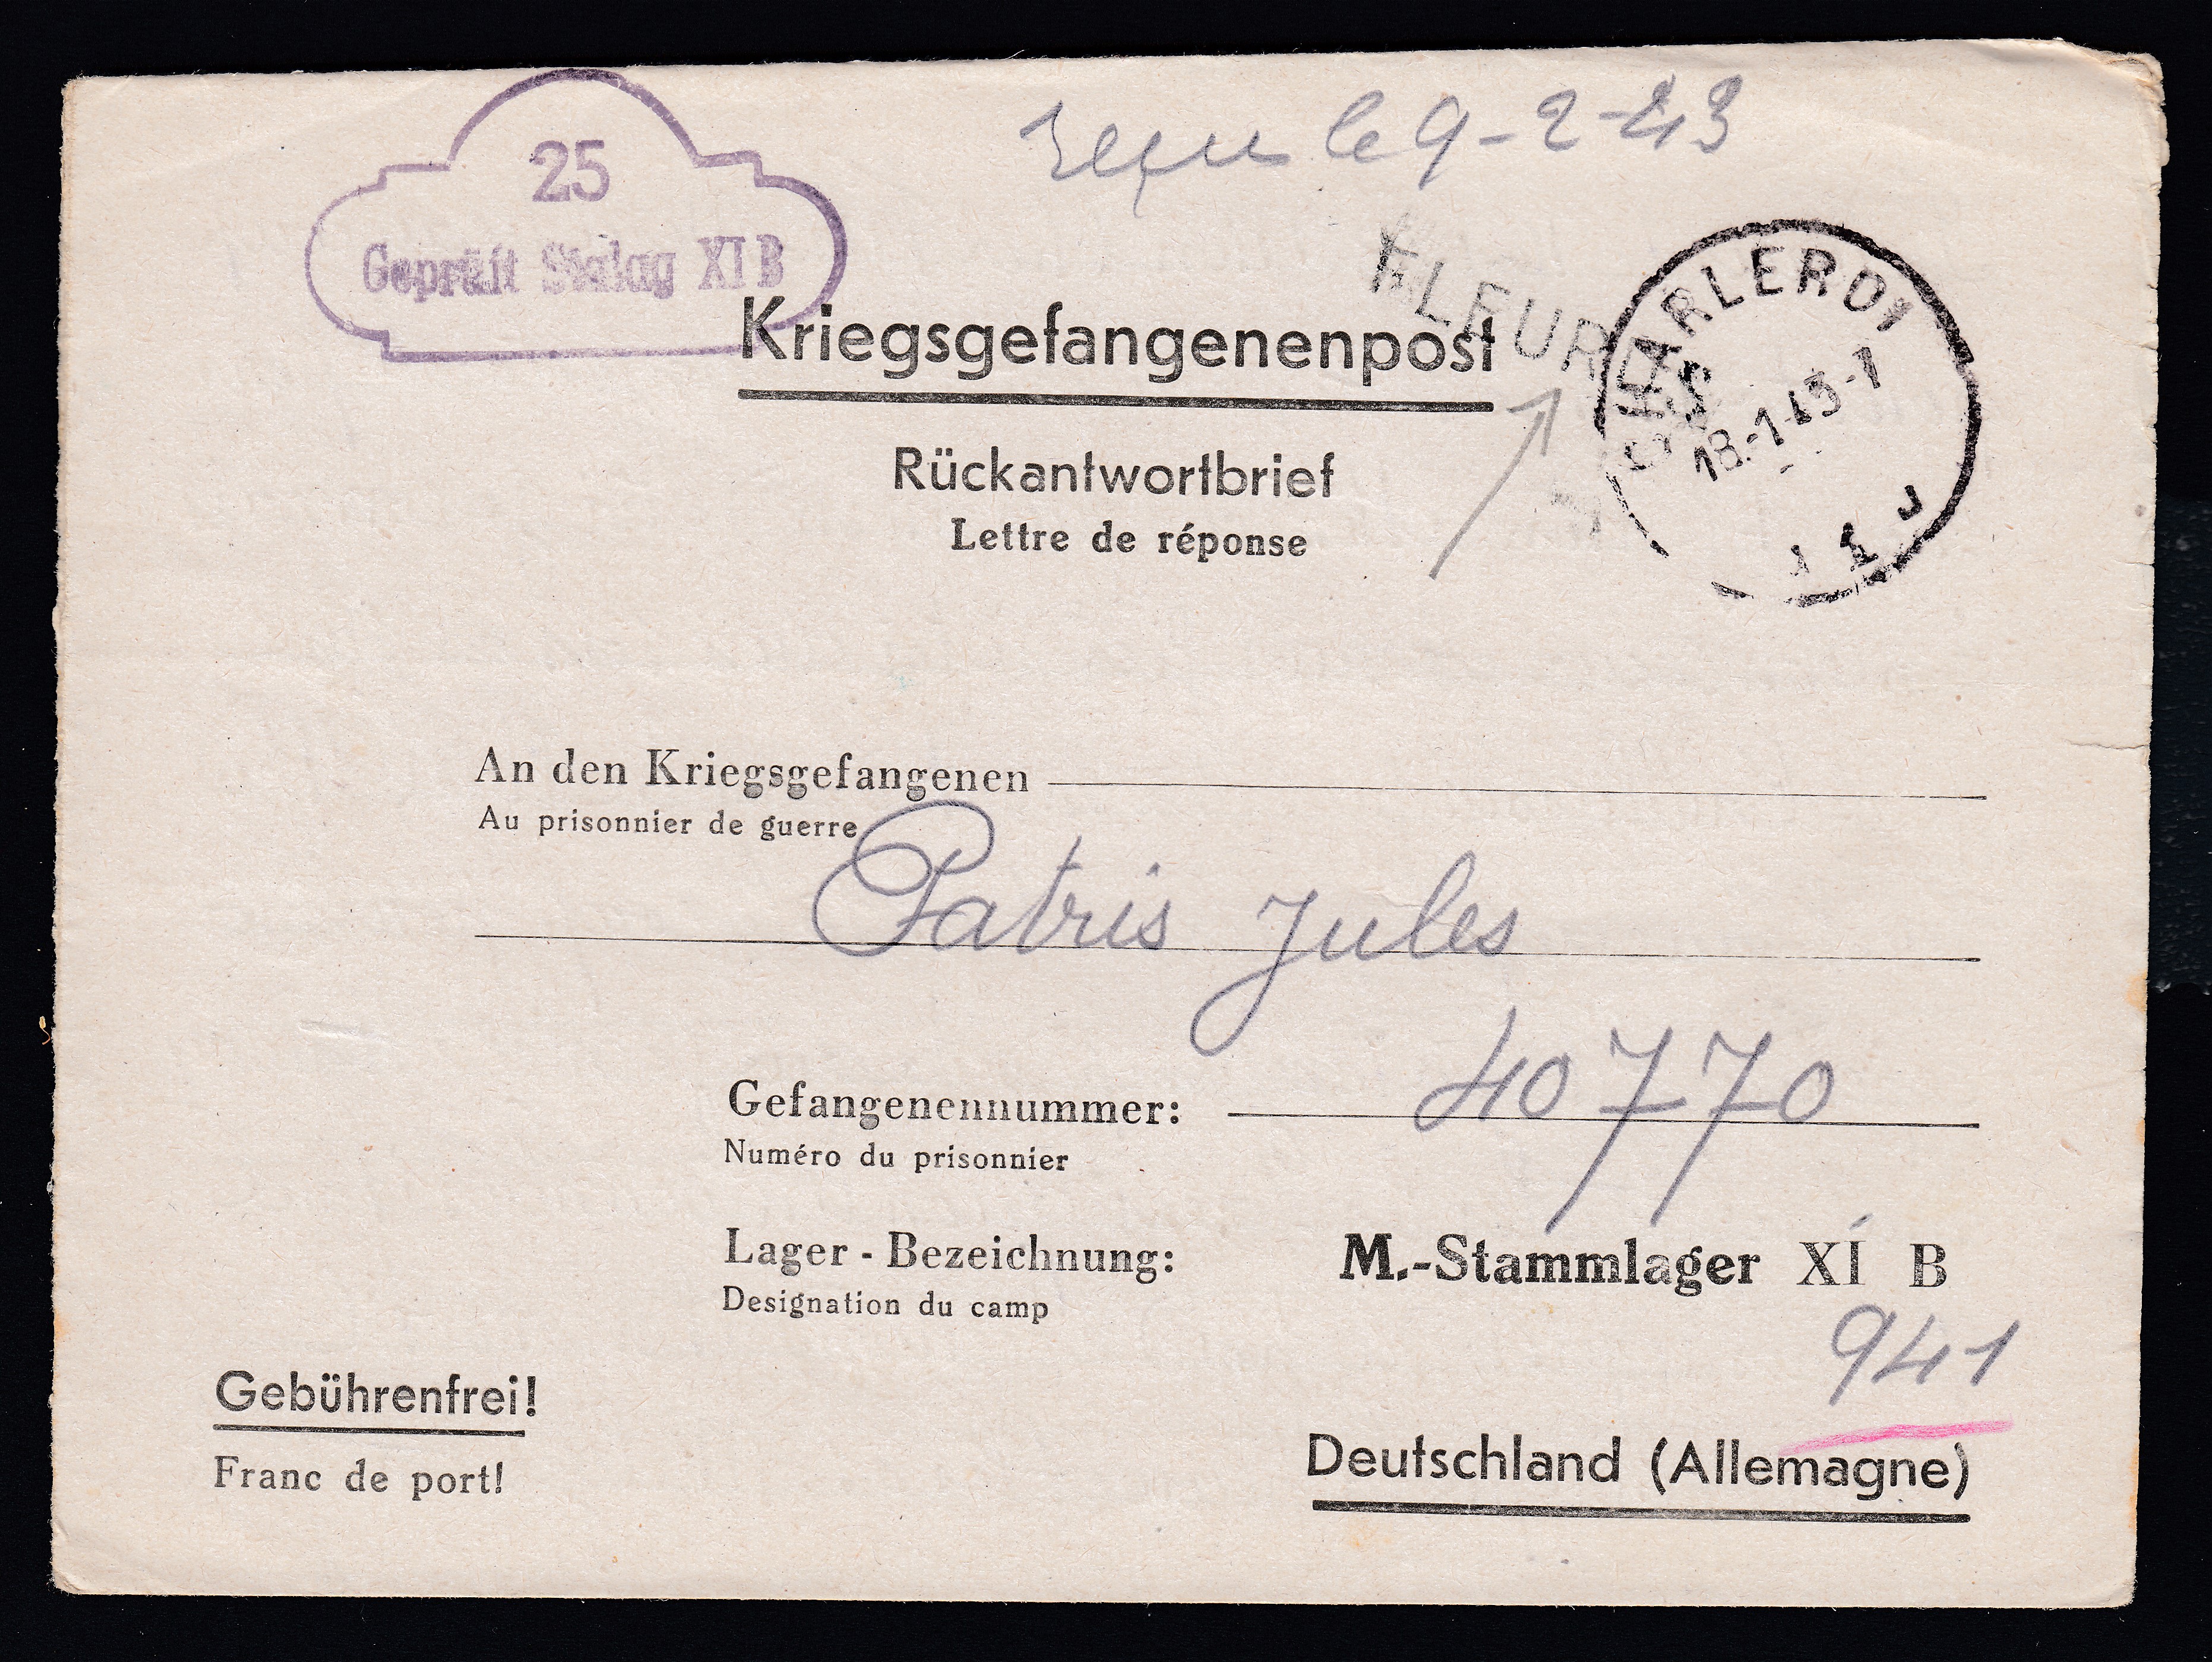 25
Geprüft Stalag XI B
reçu le 9-2-43
FLEURUS
CHARLEROY
18.-1-43-1
Kriegsgefangenenpost
Rückantwortbrief
Lettre de réponse
An den Kriegsgefangenen
Au prisonnier de guerre
Patris Jules
Gefangenennummer: 40770
Numéro du prisonnier
Lager - Bezeichnung: M.-Stammlager XI B
Designation du camp
941
Gebührenfrei!
Franc de port!
Deutschland (Allemagne)